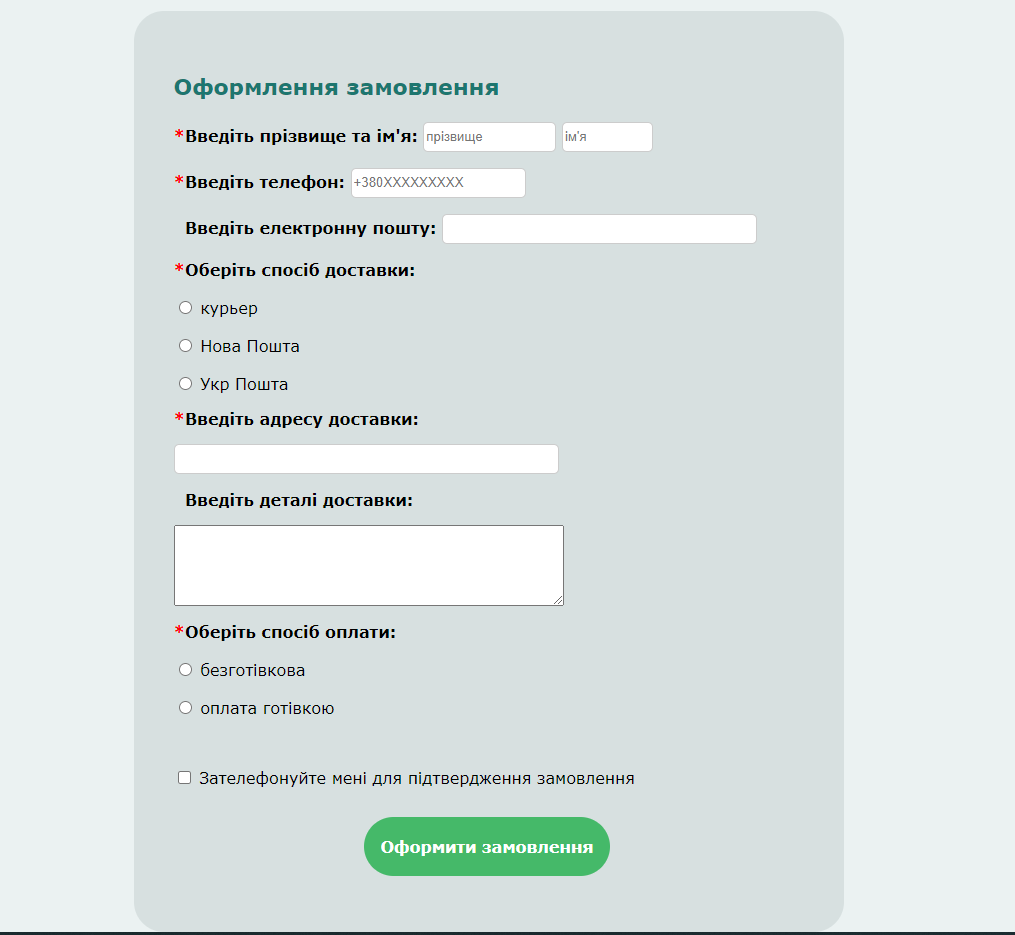 Оформлення замовлення
*Введіть прізвище та ім'я: прізвище ім'я
*Введіть телефон: +380XXXXXXXXX
Введіть електронну пошту:
*Оберіть спосіб доставки:
курьер
Нова Пошта
Укр Пошта
*Введіть адресу доставки:
Введіть деталі доставки:
*Оберіть спосіб оплати:
безготівкова
оплата готівкою
Зателефонуйте мені для підтвердження замовлення
Оформити замовлення